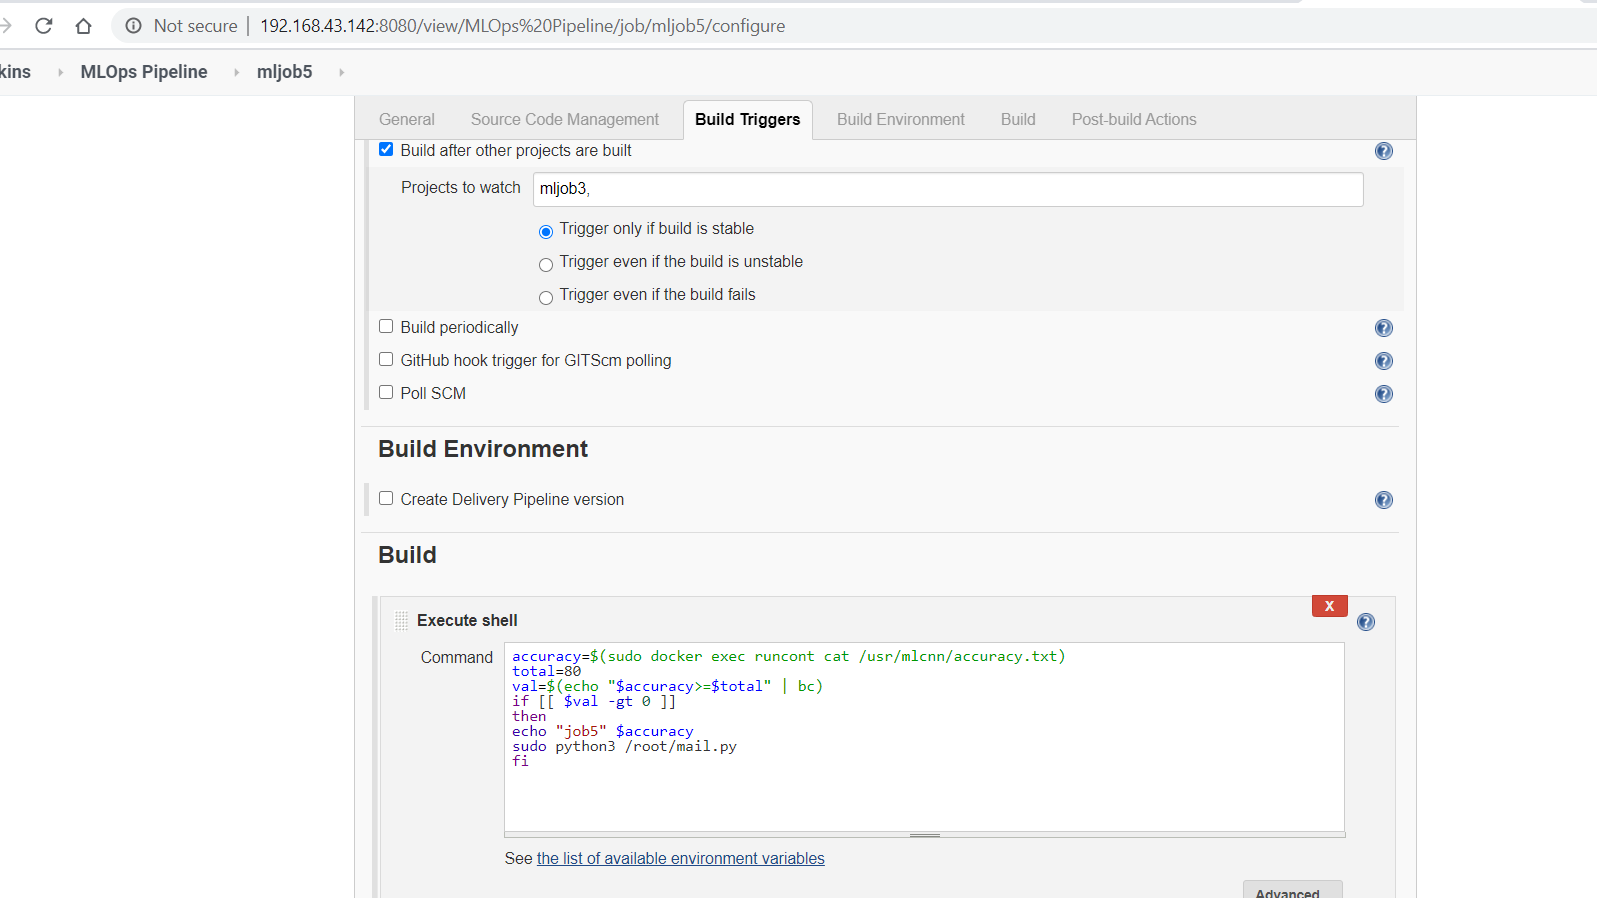 Not secure | 192.168.43.142:8080/view/MLOps%20Pipeline/job/mljob5/configure
kins MLOps Pipeline mljob5
General Source Code Management Build Triggers Build Environment Build Post-build Actions
Build after other projects are built
Projects to watch mljob3,
Trigger only if build is stable
Trigger even if the build is unstable
Trigger even if the build fails
Build periodically
GitHub hook trigger for GITScm polling
Poll SCM
Build Environment
Create Delivery Pipeline version
Build
X
Execute shell
Command
accuracy=$(sudo docker exec runcont cat /usr/mlcnn/accuracy.txt)
total=80
val=$(echo "$accuracy>=$total" | bc)
if [[ $val -gt 0 ]]
then
echo "job5" $accuracy
sudo python3 /root/mail.py
fi
See the list of available environment variables
Advanced...